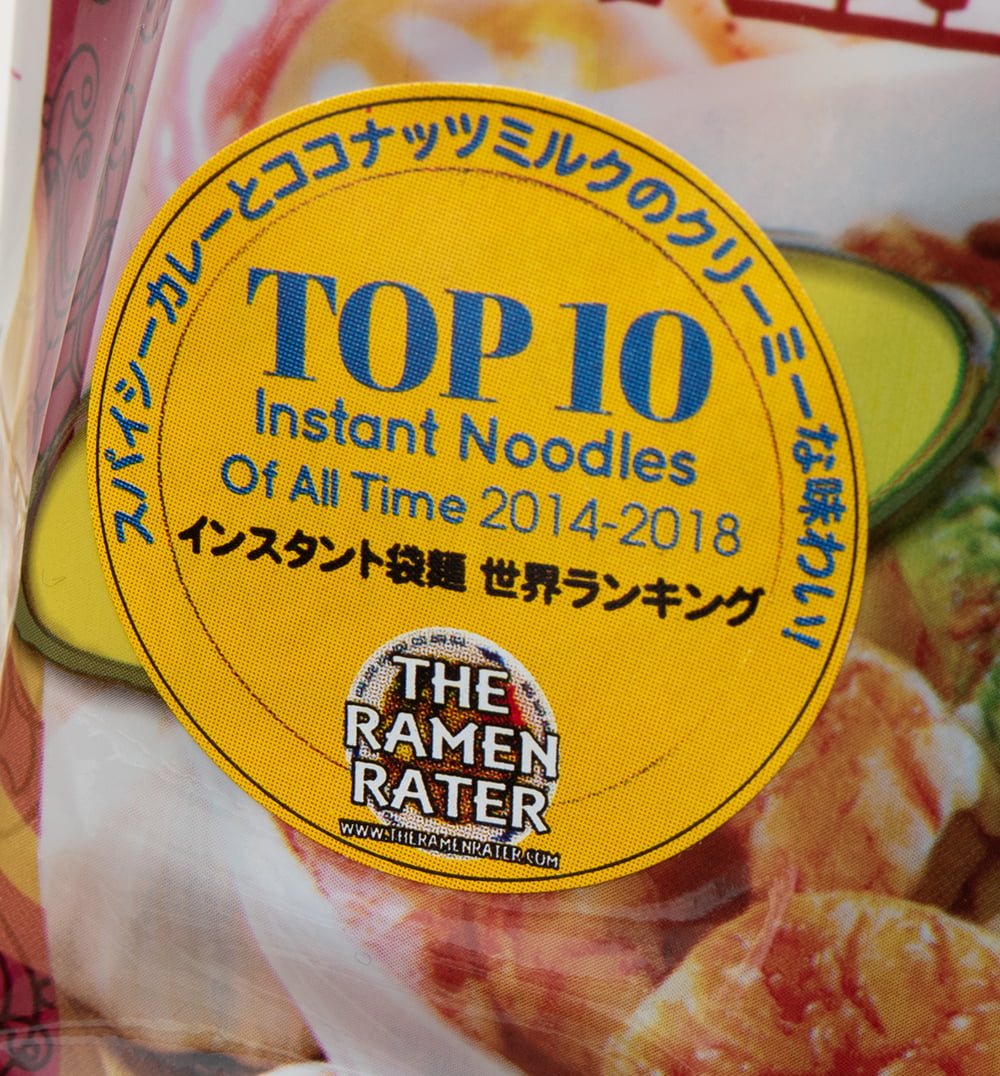 スパイシーカレーとココナッツミルクのクリーミーな味わい!
TOP 10
Instant Noodles
Of All Time 2014-2018
インスタント袋麺 世界ランキング
THE
RAMEN
RATER
WWW.THERAMENRATER.COM